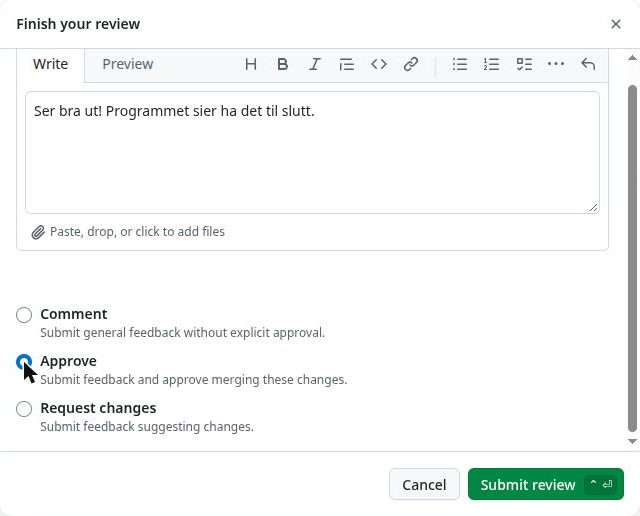 Finish your review
Write
Preview
Ser bra ut! Programmet sier ha det til slutt.
Paste, drop, or click to add files
Comment
Submit general feedback without explicit approval.
Approve
Submit feedback and approve merging these changes.
Request changes
Submit feedback suggesting changes.
Cancel
Submit review